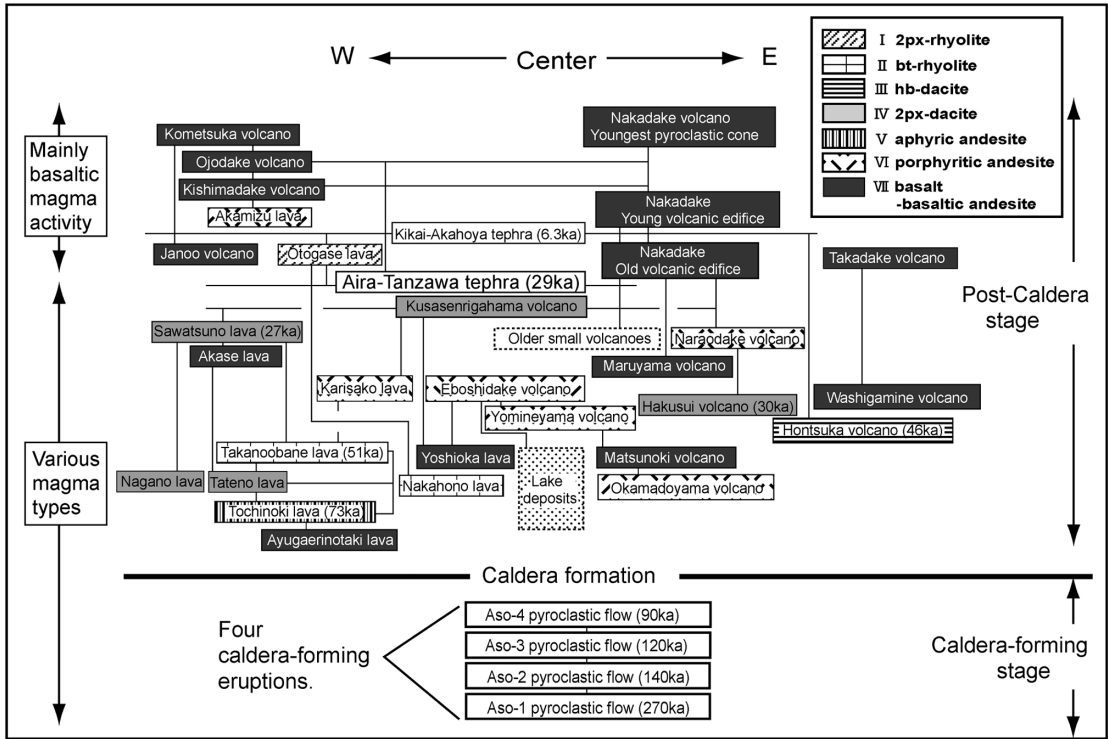 W Center E
I 2px-rhyolite
II bt-rhyolite
III hb-dacite
IV 2px-dacite
V aphyric andesite
VI porphyritic andesite
VII basalt
-basaltic andesite
Mainly
basaltic
magma
activity
Various
magma
types
Kometsuka volcano
Ojodake volcano
Kishimadake volcano
Akamizu lava
Nakadake volcano
Youngest pyroclastic cone
Nakadake
Young volcanic edifice
Kikai-Akahoya tephra (6.3ka)
Janoo volcano
Otogase lava
Nakadake
Old volcanic edifice
Takadake volcano
Aira-Tanzawa tephra (29ka)
Kusasenrigahama volcano
Sawatsuno lava (27ka)
Older small volcanoes
Naraodake volcano
Akase lava
Maruyama volcano
Karisako lava
Eboshidake volcano
Washigamine volcano
Hakusui volcano (30ka)
Yomineyama volcano
Hontsuka volcano (46ka)
Takanoobane lava (51ka)
Yoshioka lava
Matsunoki volcano
Nagano lava
Tateno lava
Nakahono lava
Lake
deposits
Okamadoyama volcano
Tochinoki lava (73ka)
Ayugaerinotaki lava
Post-Caldera
stage
Caldera formation
Four
caldera-forming
eruptions.
Aso-4 pyroclastic flow (90ka)
Aso-3 pyroclastic flow (120ka)
Aso-2 pyroclastic flow (140ka)
Aso-1 pyroclastic flow (270ka)
Caldera-forming
stage